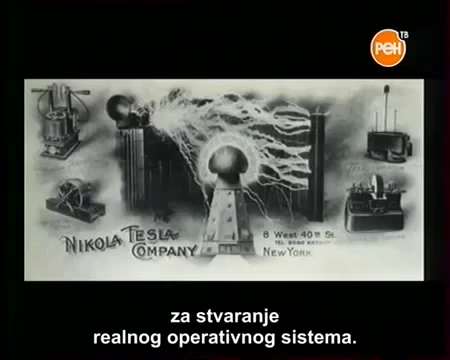 РЕН ТВ
NIKOLA TESLA
COMPANY
8 West 40th St.
NEW YORK
za stvaranje
realnog operativnog sistema.